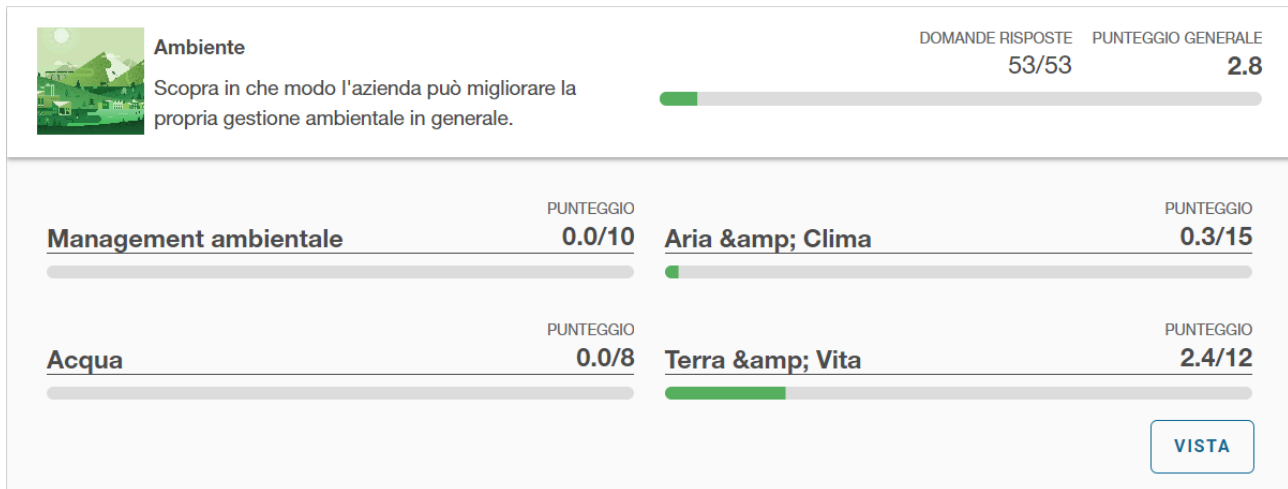 Ambiente
Scopra in che modo l'azienda può migliorare la
propria gestione ambientale in generale.
DOMANDE RISPOSTE PUNTEGGIO GENERALE
53/53 2.8
PUNTEGGIO
Management ambientale 0.0/10
PUNTEGGIO
Aria &amp; Clima 0.3/15
PUNTEGGIO
Acqua 0.0/8
PUNTEGGIO
Terra &amp; Vita 2.4/12
VISTA